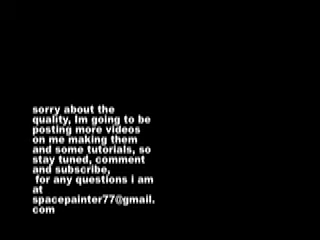 sorry about the
quality, Im going to be
posting more videos
on me making them
and some tutorials, so
stay tuned, comment
and subscribe,
for any questions i am
at
spacepainter77@gmail.
com